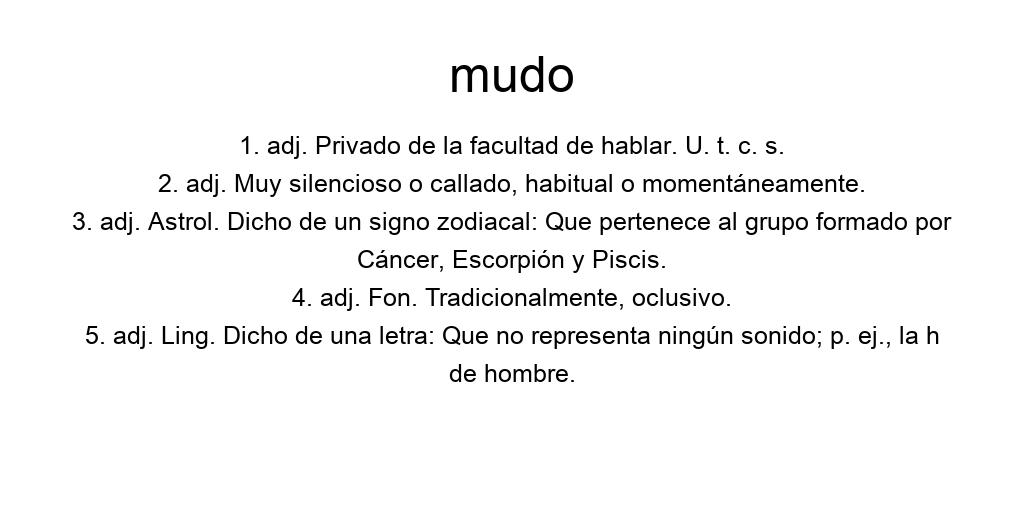 mudo
1. adj. Privado de la facultad de hablar. U. t. c. s.
2. adj. Muy silencioso o callado, habitual o momentáneamente.
3. adj. Astrol. Dicho de un signo zodiacal: Que pertenece al grupo formado por
Cáncer, Escorpión y Piscis.
4. adj. Fon. Tradicionalmente, oclusivo.
5. adj. Ling. Dicho de una letra: Que no representa ningún sonido; p. ej., la h
de hombre.